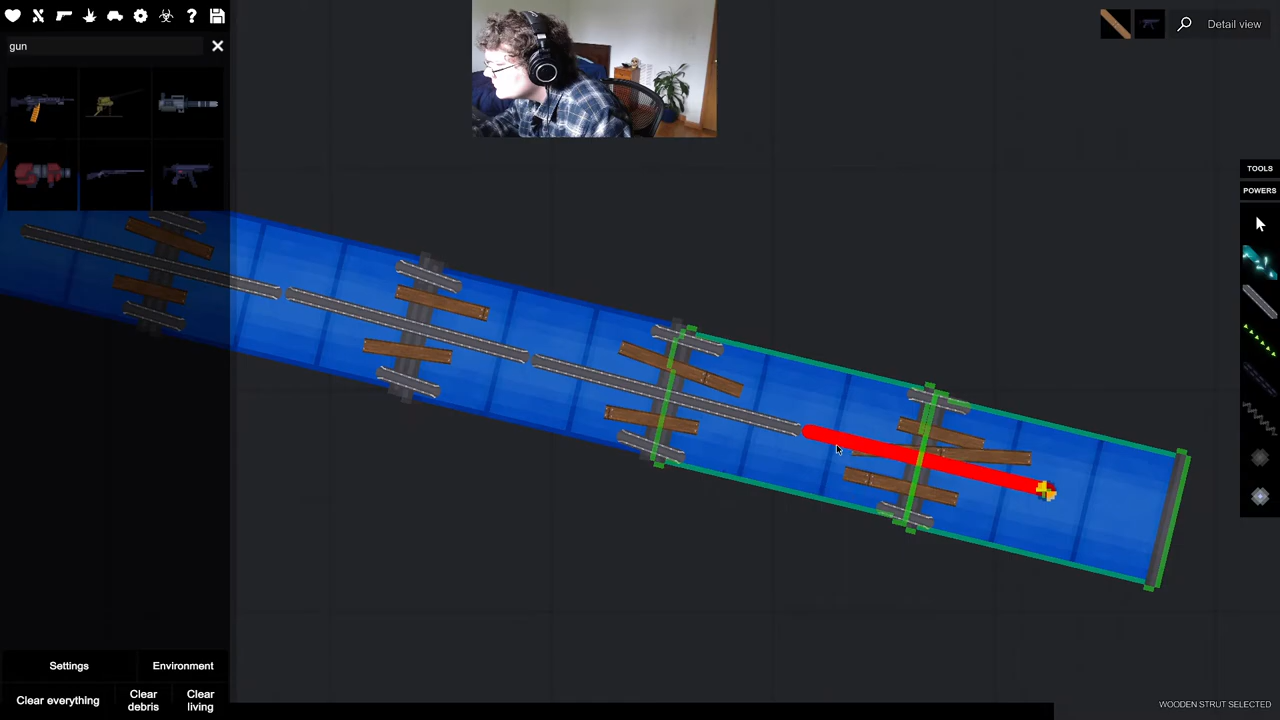 gun
Detail view
TOOLS
POWERS
Settings
Environment
Clear everything
Clear debris
Clear living
WOODEN STRUT SELECTED